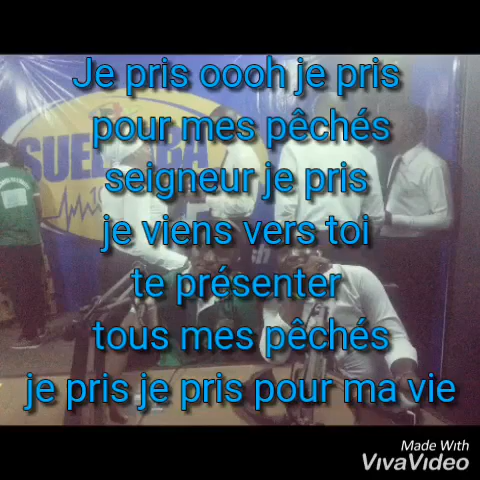 Je pris oooh je pris
pour mes pêchés
seigneur je pris
je viens vers toi
te présenter
tous mes pêchés
je pris je pris pour ma vie
Made With
VivaVideo